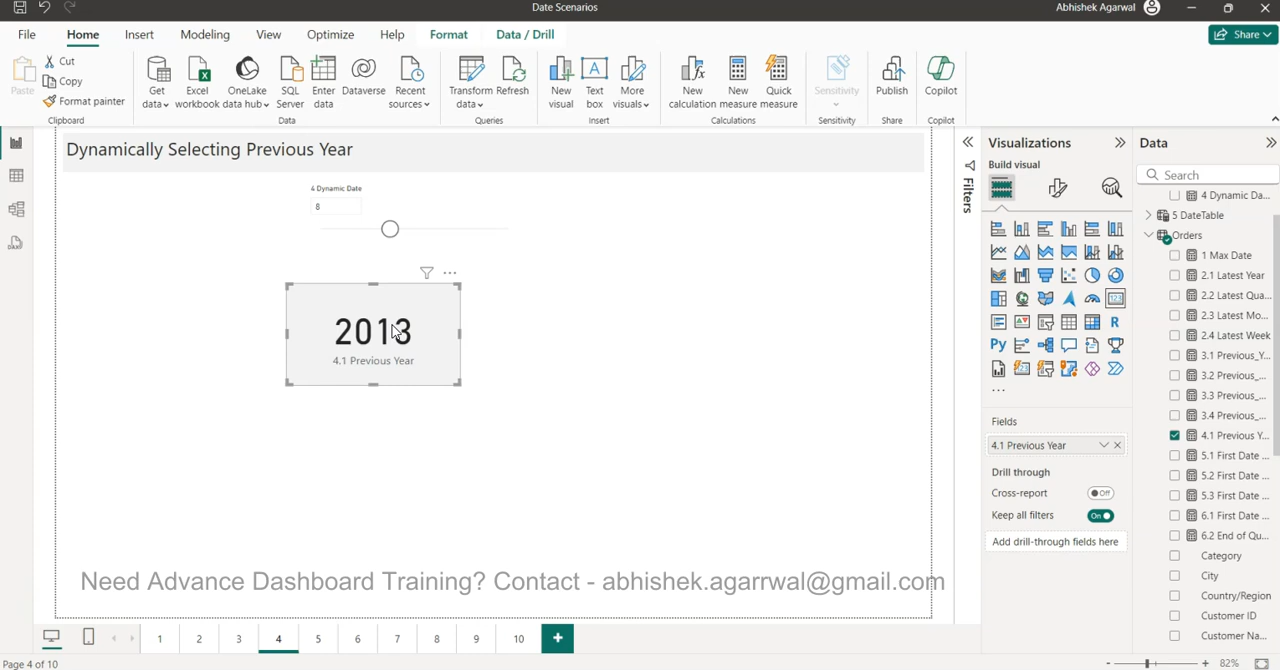 Date Scenarios
Abhishek Agarwal
File
Home
Insert
Modeling
View
Optimize
Help
Format
Data / Drill
Share
Paste
Cut
Copy
Format painter
Clipboard
Get data
Excel workbook
OneLake data hub
SQL Server
Enter data
Dataverse
Recent sources
Data
Transform data
Refresh
Queries
New visual
Text box
More visuals
Insert
New calculation
New measure
Quick measure
Calculations
Sensitivity
Sensitivity
Publish
Share
Copilot
Copilot
Dynamically Selecting Previous Year
4 Dynamic Date
8
2013
4.1 Previous Year
Need Advance Dashboard Training? Contact - abhishek.agarrwal@gmail.com
Filters
Visualizations
Build visual
R
Py
123
...
Fields
4.1 Previous Year
Drill through
Cross-report
Off
Keep all filters
On
Add drill-through fields here
Data
Search
4 Dynamic Da...
5 DateTable
Orders
1 Max Date
2.1 Latest Year
2.2 Latest Qua...
2.3 Latest Mo...
2.4 Latest Week
3.1 Previous_Y...
3.2 Previous_...
3.3 Previous_...
3.4 Previous_...
4.1 Previous Y...
5.1 First Date ...
5.2 First Date ...
5.3 First Date ...
6.1 First Date ...
6.2 End of Qu...
Category
City
Country/Region
Customer ID
Customer Na...
1
2
3
4
5
6
7
8
9
10
+
Page 4 of 10
- + 82%